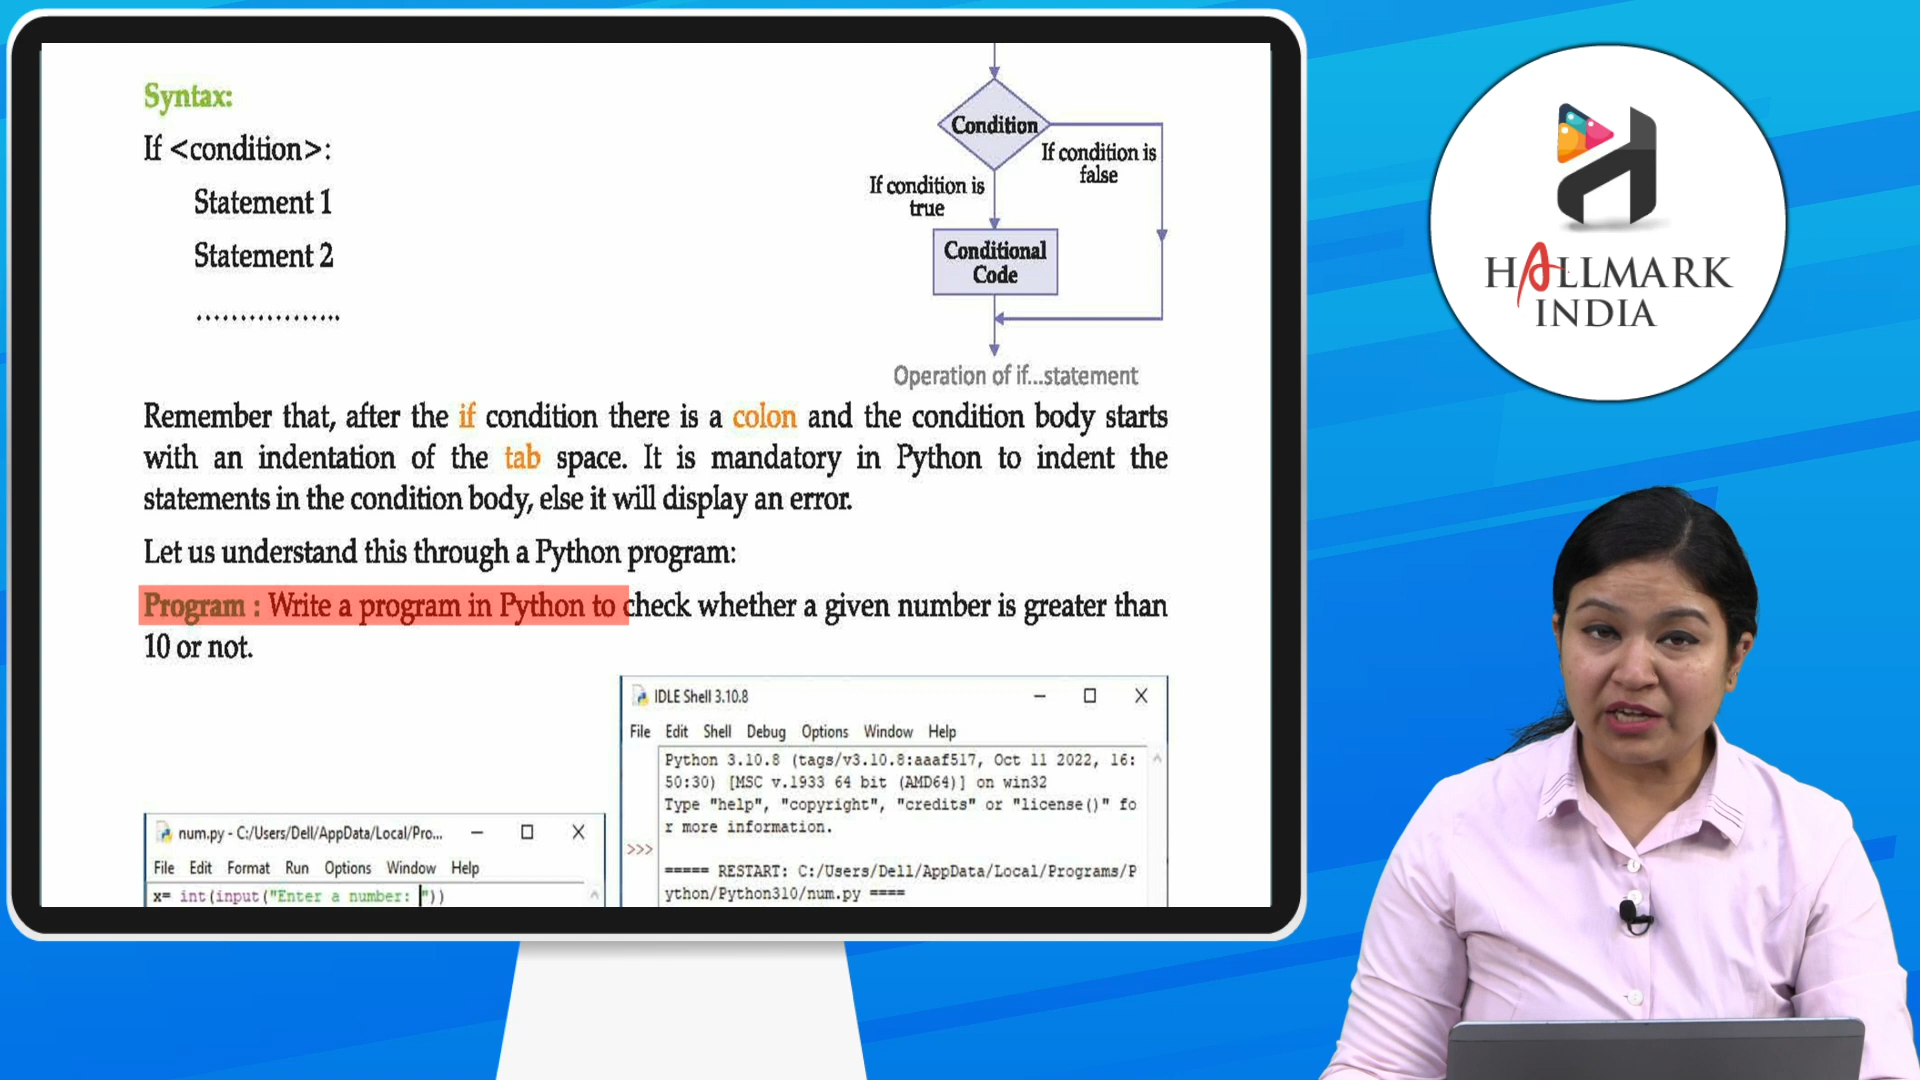 Syntax:
If <condition>:
Statement 1
Statement 2
...................
Condition
If condition is
false
If condition is
true
Conditional
Code
Operation of if...statement
Remember that, after the if condition there is a colon and the condition body starts
with an indentation of the tab space. It is mandatory in Python to indent the
statements in the condition body, else it will display an error.
Let us understand this through a Python program:
Program : Write a program in Python to check whether a given number is greater than
10 or not.
num.py - C:/Users/Dell/AppData/Local/Pro...
File Edit Format Run Options Window Help
x= int(input("Enter a number: "))
IDLE Shell 3.10.8
File Edit Shell Debug Options Window Help
Python 3.10.8 (tags/v3.10.8:aaaf517, Oct 11 2022, 16:
50:30) [MSC v.1933 64 bit (AMD64)] on win32
Type "help", "copyright", "credits" or "license()" fo
r more information.
>>>
===== RESTART: C:/Users/Dell/AppData/Local/Programs/P
ython/Python310/num.py ====
HALLMARK
INDIA